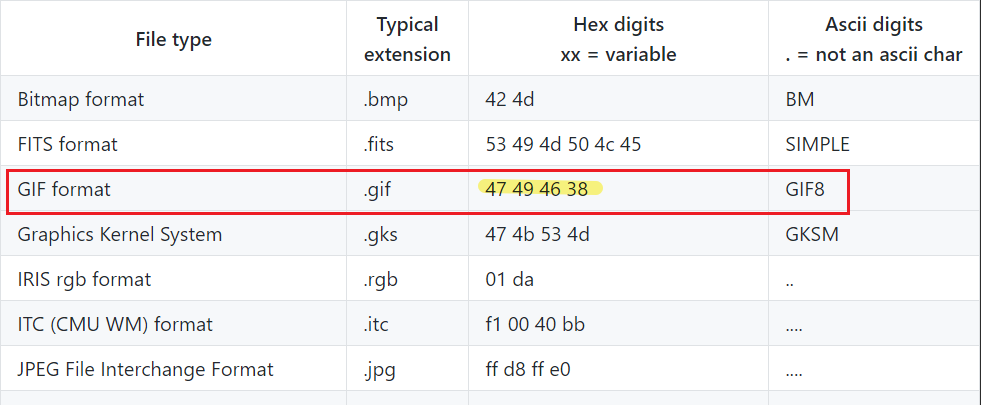 File type Typical extension Hex digits xx = variable Ascii digits . = not an ascii char
Bitmap format .bmp 42 4d BM
FITS format .fits 53 49 4d 50 4c 45 SIMPLE
GIF format .gif 47 49 46 38 GIF8
Graphics Kernel System .gks 47 4b 53 4d GKSM
IRIS rgb format .rgb 01 da ..
ITC (CMU WM) format .itc f1 00 40 bb ....
JPEG File Interchange Format .jpg ff d8 ff e0 ....